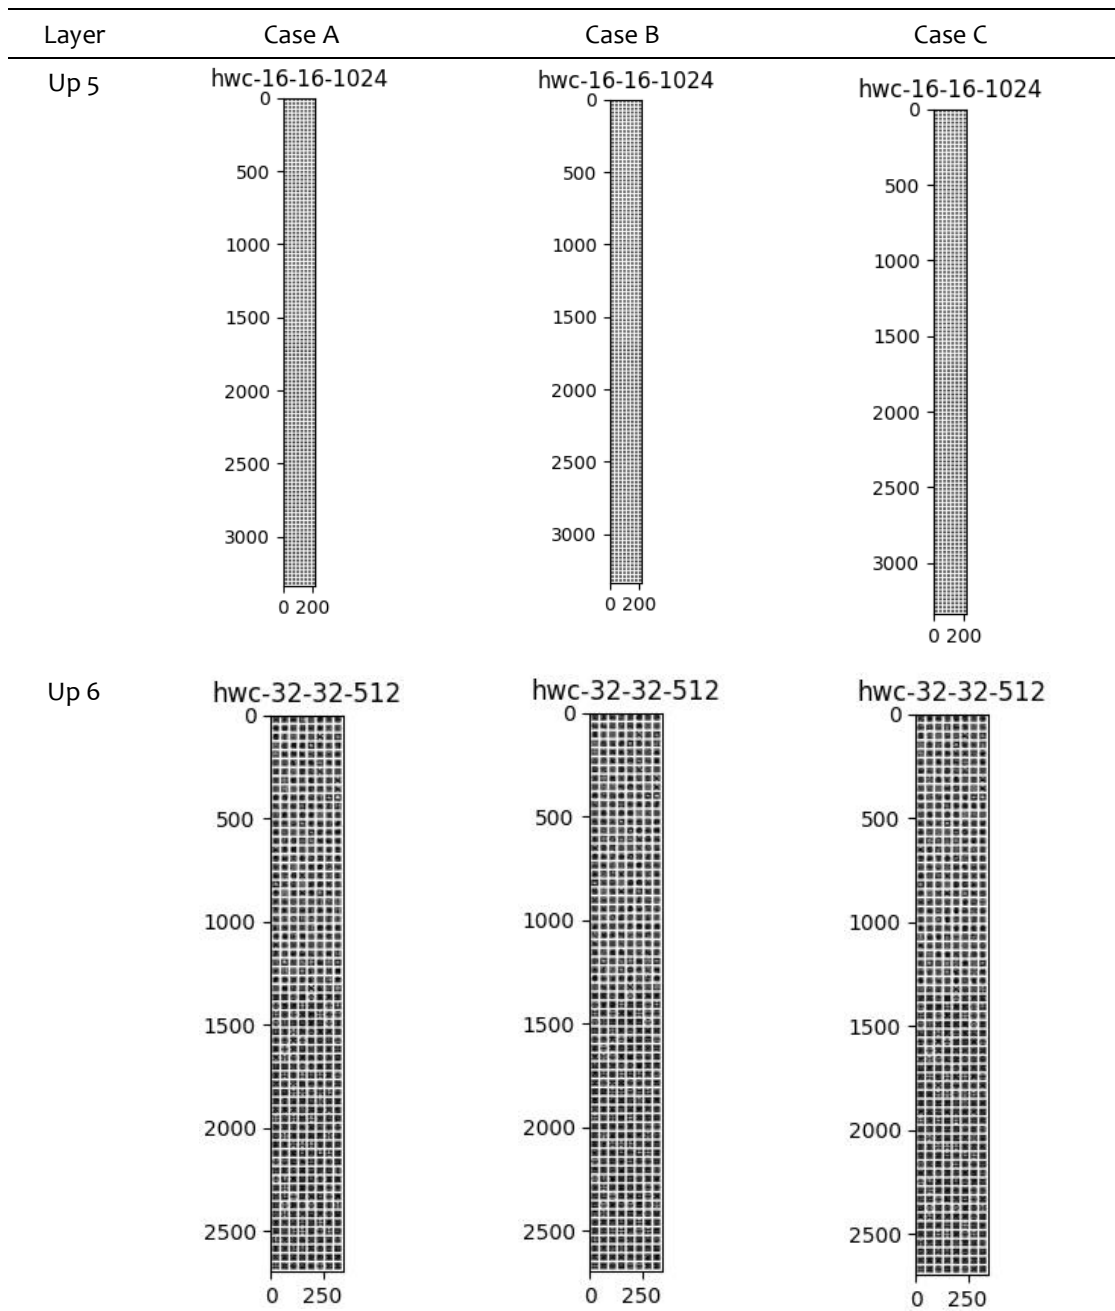 Layer Case A Case B Case C
Up 5
hwc-16-16-1024 hwc-16-16-1024 hwc-16-16-1024
0 0 0
500 500 500
1000 1000 1000
1500 1500 1500
2000 2000 2000
2500 2500 2500
3000 3000 3000
0 200 0 200 0 200
Up 6
hwc-32-32-512 hwc-32-32-512 hwc-32-32-512
0 0 0
500 500 500
1000 1000 1000
1500 1500 1500
2000 2000 2000
2500 2500 2500
0 250 0 250 0 250